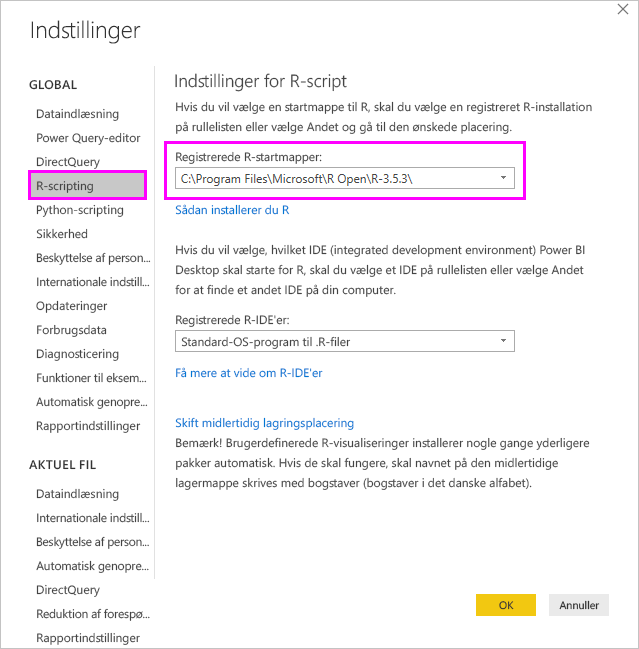 Indstillinger
GLOBAL
Dataindlæsning
Power Query-editor
DirectQuery
R-scripting
Python-scripting
Sikkerhed
Beskyttelse af person...
Internationale indstill...
Opdateringer
Forbrugsdata
Diagnosticering
Funktioner til eksem...
Automatisk genopre...
Rapportindstillinger
AKTUEL FIL
Dataindlæsning
Internationale indstill...
Beskyttelse af person...
Automatisk genopre...
DirectQuery
Reduktion af forespø...
Rapportindstillinger
Indstillinger for R-script
Hvis du vil vælge en startmappe til R, skal du vælge en registreret R-installation
på rullelisten eller vælge Andet og gå til den ønskede placering.
Registrerede R-startmapper:
C:\Program Files\Microsoft\R Open\R-3.5.3\
Sådan installerer du R
Hvis du vil vælge, hvilket IDE (integrated development environment) Power BI
Desktop skal starte for R, skal du vælge et IDE på rullelisten eller vælge Andet
for at finde et andet IDE på din computer.
Registrerede R-IDE'er:
Standard-OS-program til .R-filer
Få mere at vide om R-IDE'er
Skift midlertidig lagringsplacering
Bemærk! Brugerdefinerede R-visualiseringer installerer nogle gange yderligere
pakker automatisk. Hvis de skal fungere, skal navnet på den midlertidige
lagermappe skrives med bogstaver (bogstaver i det danske alfabet).
OK
Annuller